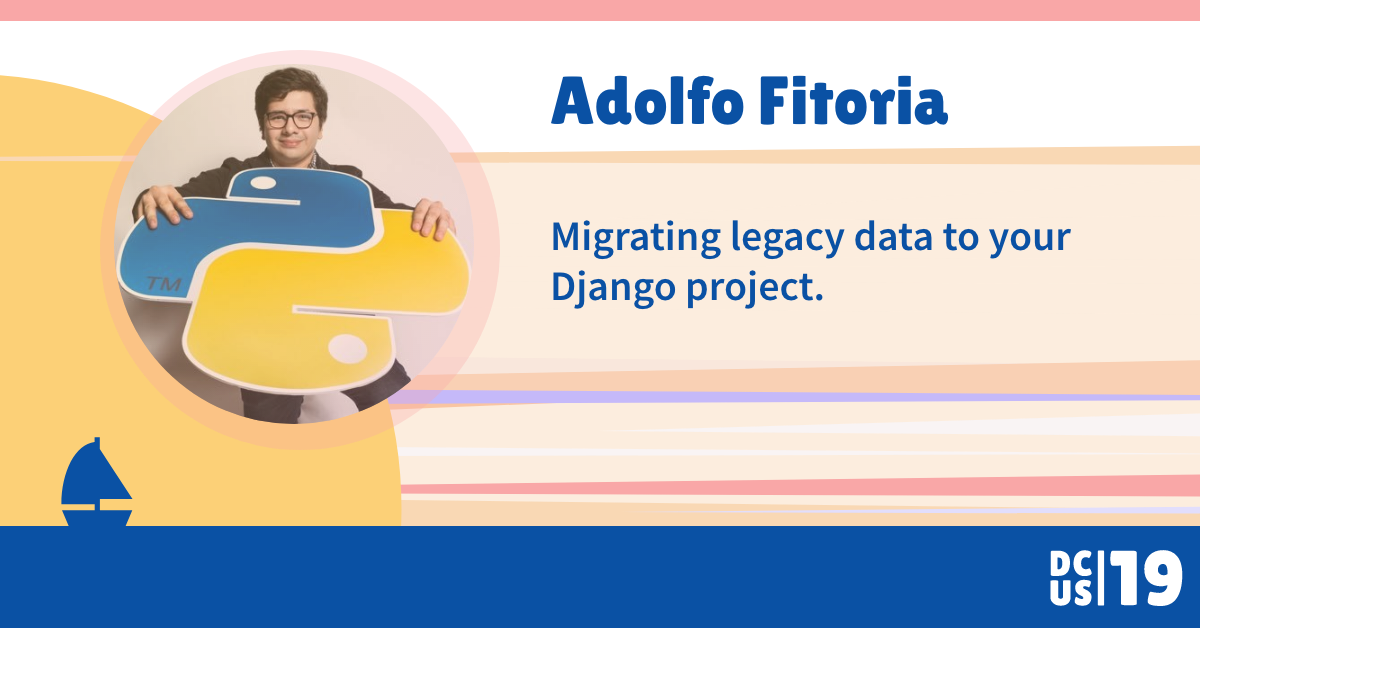 Adolfo Fitoria
Migrating legacy data to your
Django project.
TM
DC
US
19